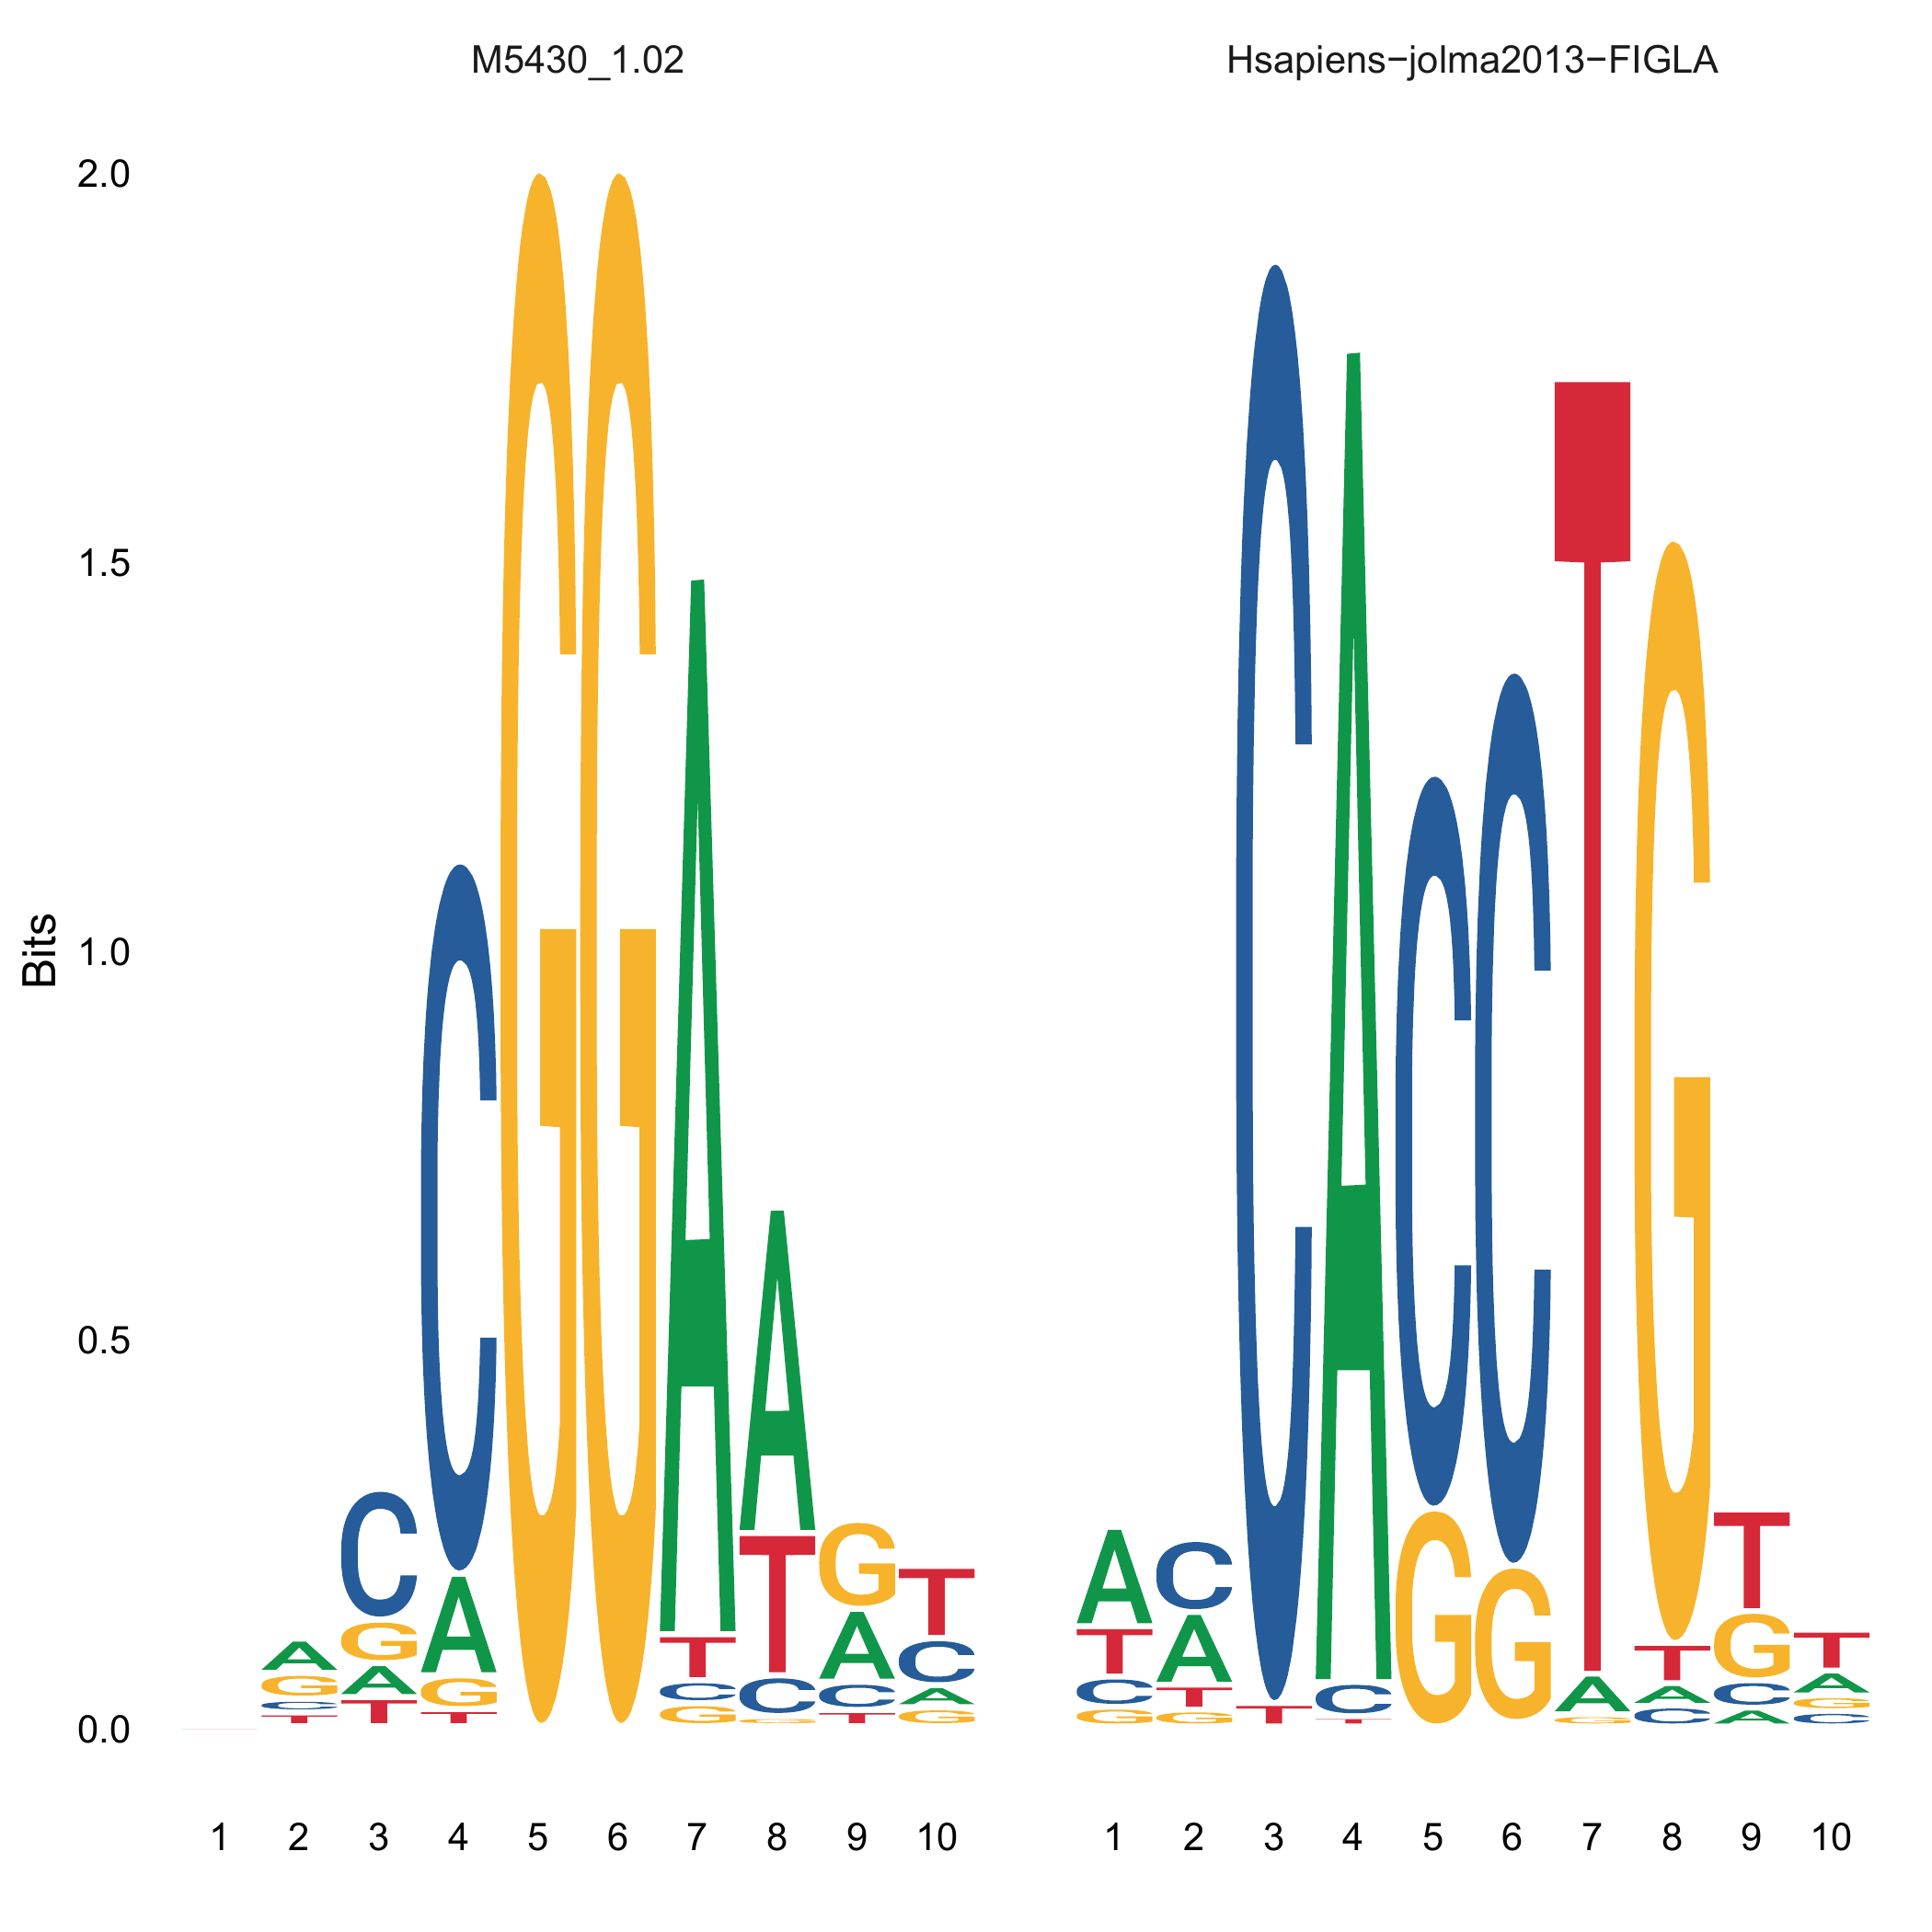 M5430_1.02 Hsapiens−jolma2013−FIGLA
2.0
1.5
1.0
0.5
0.0
Bits
A G C T
C G A T
C A G T
G
G
A T C G
A T C G
G A C T
T C A G
A T C G
C A T G
C T
A C T
C G
C G
T A G
G T A C
T G C A
T A G C
1 2 3 4 5 6 7 8 9 10 1 2 3 4 5 6 7 8 9 10